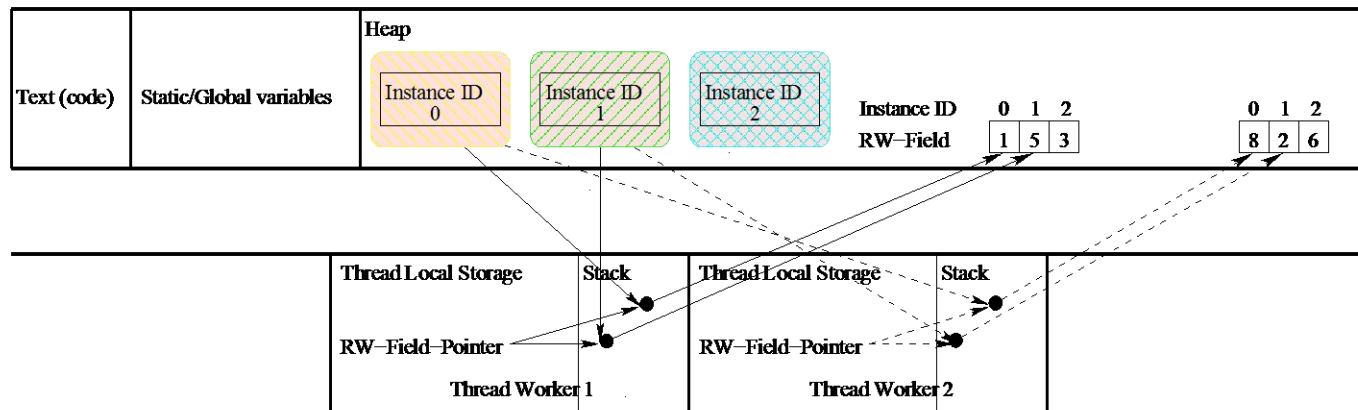 Heap
Text (code)
Static/Global variables
Instance ID
0
Instance ID
1
Instance ID
2
Instance ID 0 1 2 0 1 2
RW-Field 1 5 3 8 2 6
Thread Local Storage Stack Thread Local Storage Stack
RW-Field-Pointer RW-Field-Pointer
Thread Worker 1 Thread Worker 2